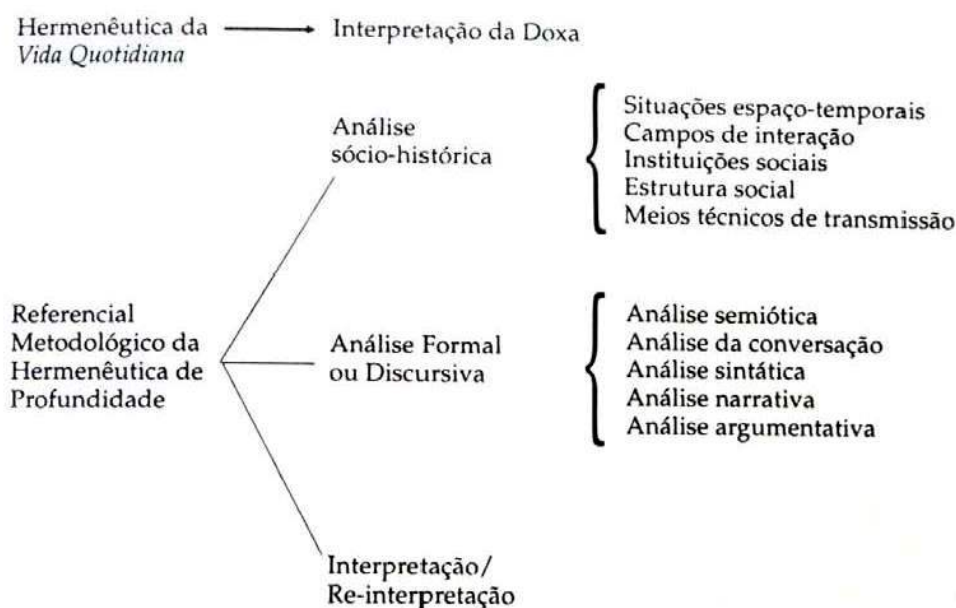 Hermenêutica da
Vida Quotidiana
Interpretação da Doxa
Análise
sócio-histórica
Situações espaço-temporais
Campos de interação
Instituições sociais
Estrutura social
Meios técnicos de transmissão
Referencial
Metodológico da
Hermenêutica de
Profundidade
Análise Formal
ou Discursiva
Análise semiótica
Análise da conversação
Análise sintática
Análise narrativa
Análise argumentativa
Interpretação/
Re-interpretação